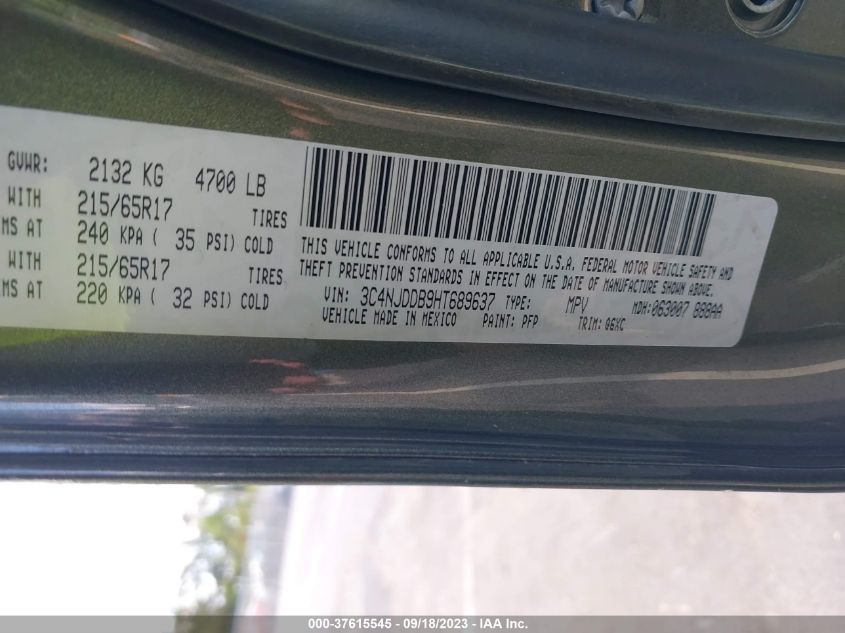 GVWR: 2132 KG 4700 LB
WITH 215/65R17 TIRES
MS AT 240 KPA ( 35 PSI) COLD
WITH 215/65R17 TIRES
MS AT 220 KPA ( 32 PSI) COLD
THIS VEHICLE CONFORMS TO ALL APPLICABLE U.S.A. FEDERAL MOTOR VEHICLE SAFETY AND
THEFT PREVENTION STANDARDS IN EFFECT ON THE DATE OF MANUFACTURE SHOWN ABOVE.
VIN: 3C4NJDDB9HT689637 TYPE: MPV MDH:063007 888AA
VEHICLE MADE IN MEXICO PAINT: PFP TRIM: 06XC
000-37615545 - 09/18/2023 - IAA Inc.